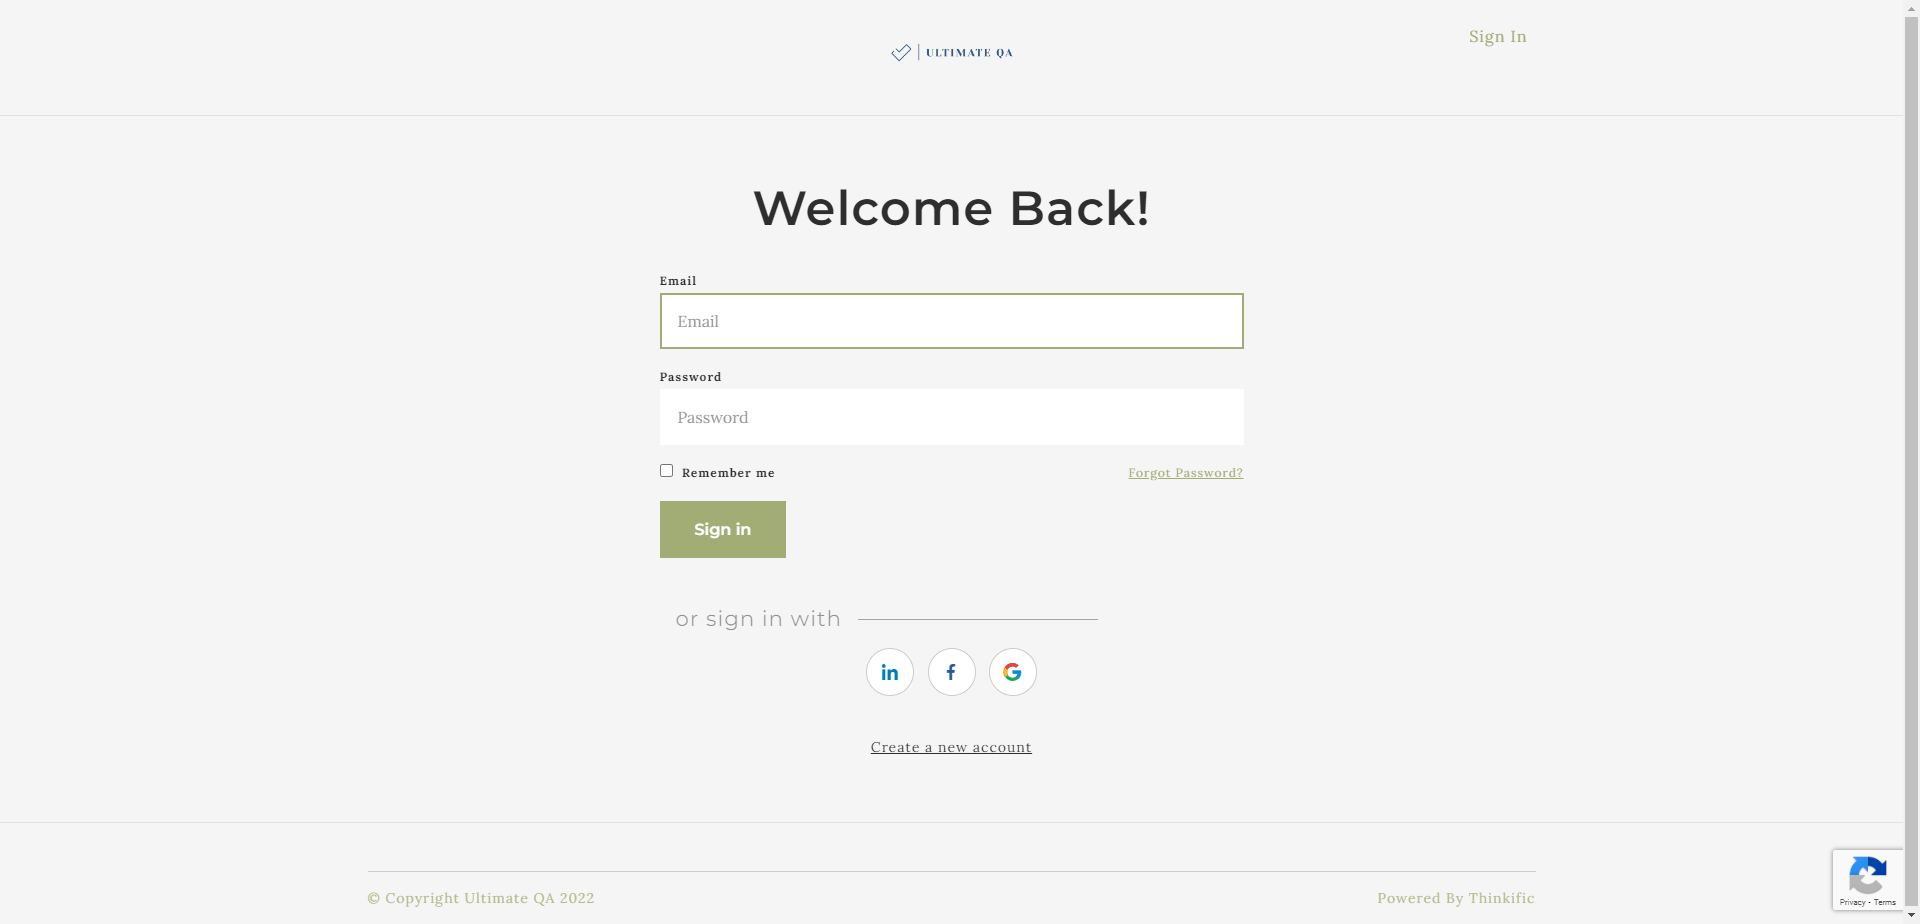 ULTIMATE QA
Sign In
Welcome Back!
Email
Email
Password
Password
Remember me
Forgot Password?
Sign in
or sign in with
in
f
G
Create a new account
© Copyright Ultimate QA 2022
Powered By Thinkific
Privacy - Terms